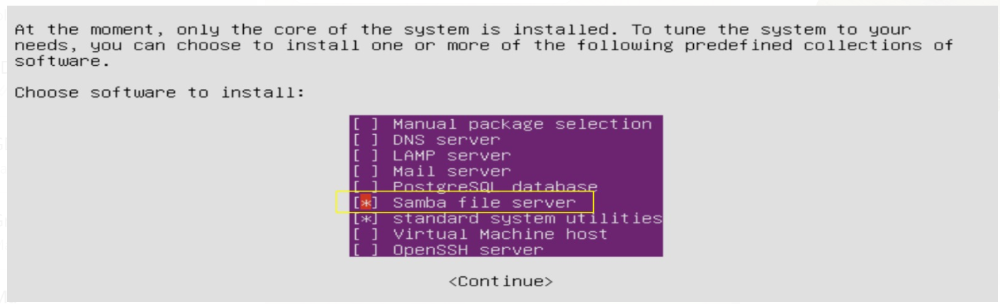 At the moment, only the core of the system is installed. To tune the system to your
needs, you can choose to install one or more of the following predefined collections of
software.
Choose software to install:
[ ] Manual package selection
[ ] DNS server
[ ] LAMP server
[ ] Mail server
[ ] PostgreSQL database
[*] Samba file server
[*] standard system utilities
[ ] Virtual Machine host
[ ] OpenSSH server
<Continue>